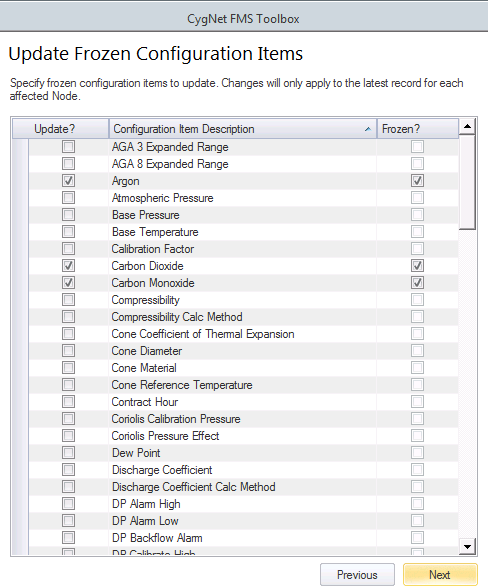 CygNet FMS Toolbox
Update Frozen Configuration Items
Specify frozen configuration items to update. Changes will only apply to the latest record for each
affected Node.
Update? Configuration Item Description Frozen?
AGA 3 Expanded Range
AGA 8 Expanded Range
Argon
Atmospheric Pressure
Base Pressure
Base Temperature
Calibration Factor
Carbon Dioxide
Carbon Monoxide
Compressibility
Compressibility Calc Method
Cone Coefficient of Thermal Expansion
Cone Diameter
Cone Material
Cone Reference Temperature
Contract Hour
Coriolis Calibration Pressure
Coriolis Pressure Effect
Dew Point
Discharge Coefficient
Discharge Coefficient Calc Method
DP Alarm High
DP Alarm Low
DP Backflow Alarm
DP Calibrate High
Previous Next